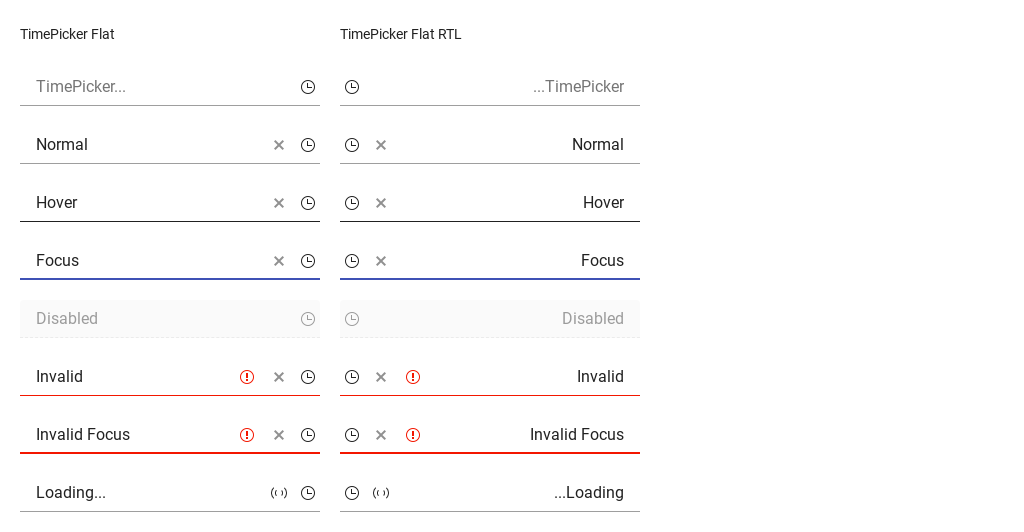 TimePicker Flat
TimePicker Flat RTL
TimePicker...
...TimePicker
Normal
Normal
Hover
Hover
Focus
Focus
Disabled
Disabled
Invalid
Invalid
Invalid Focus
Invalid Focus
Loading...
...Loading